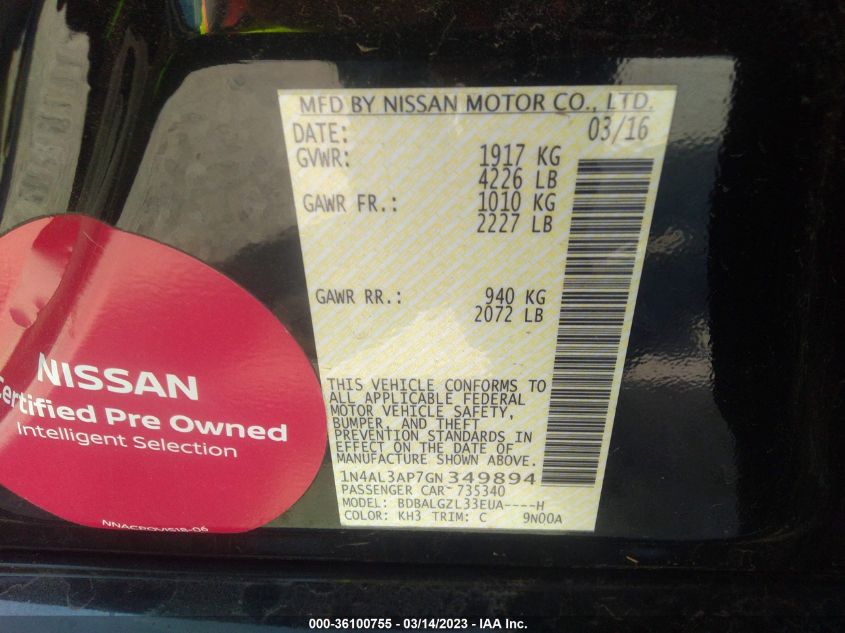 MFD BY NISSAN MOTOR CO., LTD.
DATE: 03/16
GVWR: 1917 KG
4226 LB
GAWR FR.: 1010 KG
2227 LB
GAWR RR.: 940 KG
2072 LB
THIS VEHICLE CONFORMS TO
ALL APPLICABLE FEDERAL
MOTOR VEHICLE SAFETY,
BUMPER, AND THEFT
PREVENTION STANDARDS IN
EFFECT ON THE DATE OF
MANUFACTURE SHOWN ABOVE.
1N4AL3AP7GN349894
PASSENGER CAR 735340
MODEL: BDBALGZL33EUA----H
COLOR: KH3 TRIM: C 9N00A
NISSAN
Certified Pre Owned
Intelligent Selection
000-36100755 — 03/14/2023 — IAA Inc.